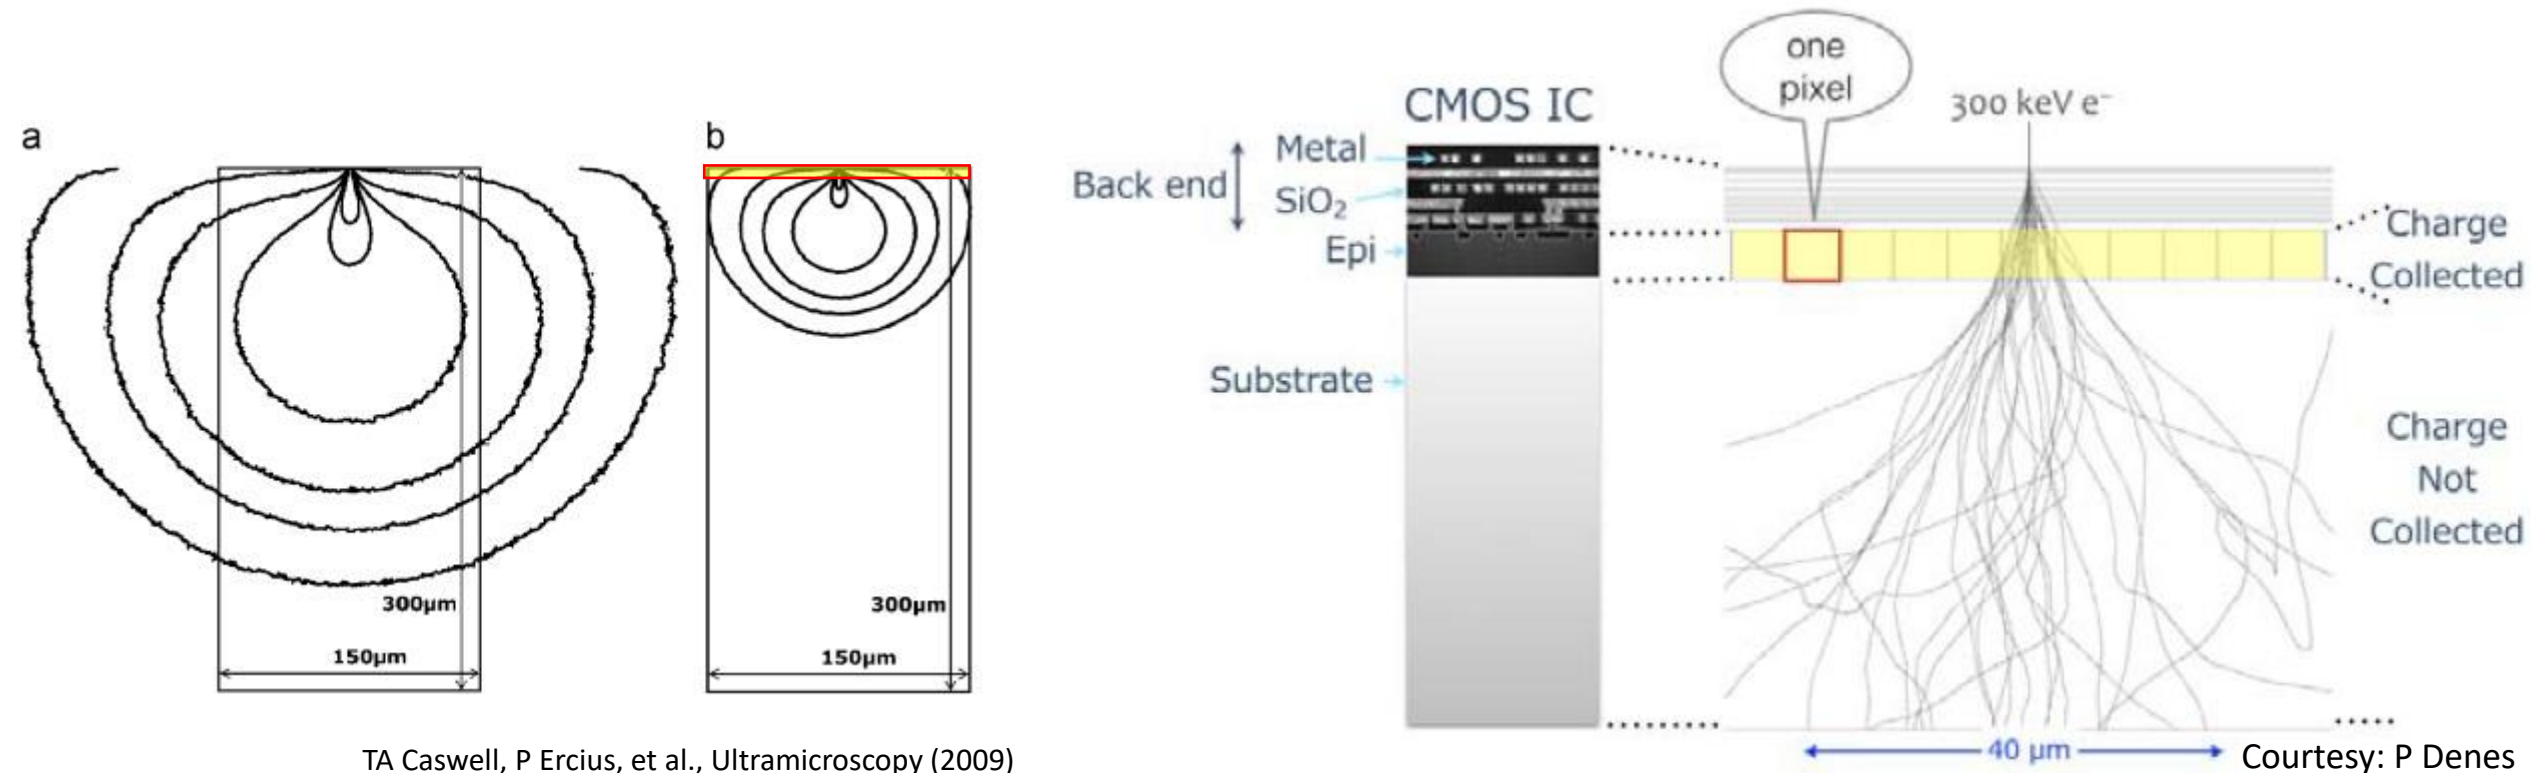 a
b
300µm
150µm
300µm
150µm
TA Caswell, P Ercius, et al., Ultramicroscopy (2009)
CMOS IC
Back end
Metal
SiO₂
Epi
Substrate
one
pixel
300 keV e⁻
Charge
Collected
Charge
Not
Collected
40 µm
Courtesy: P Denes